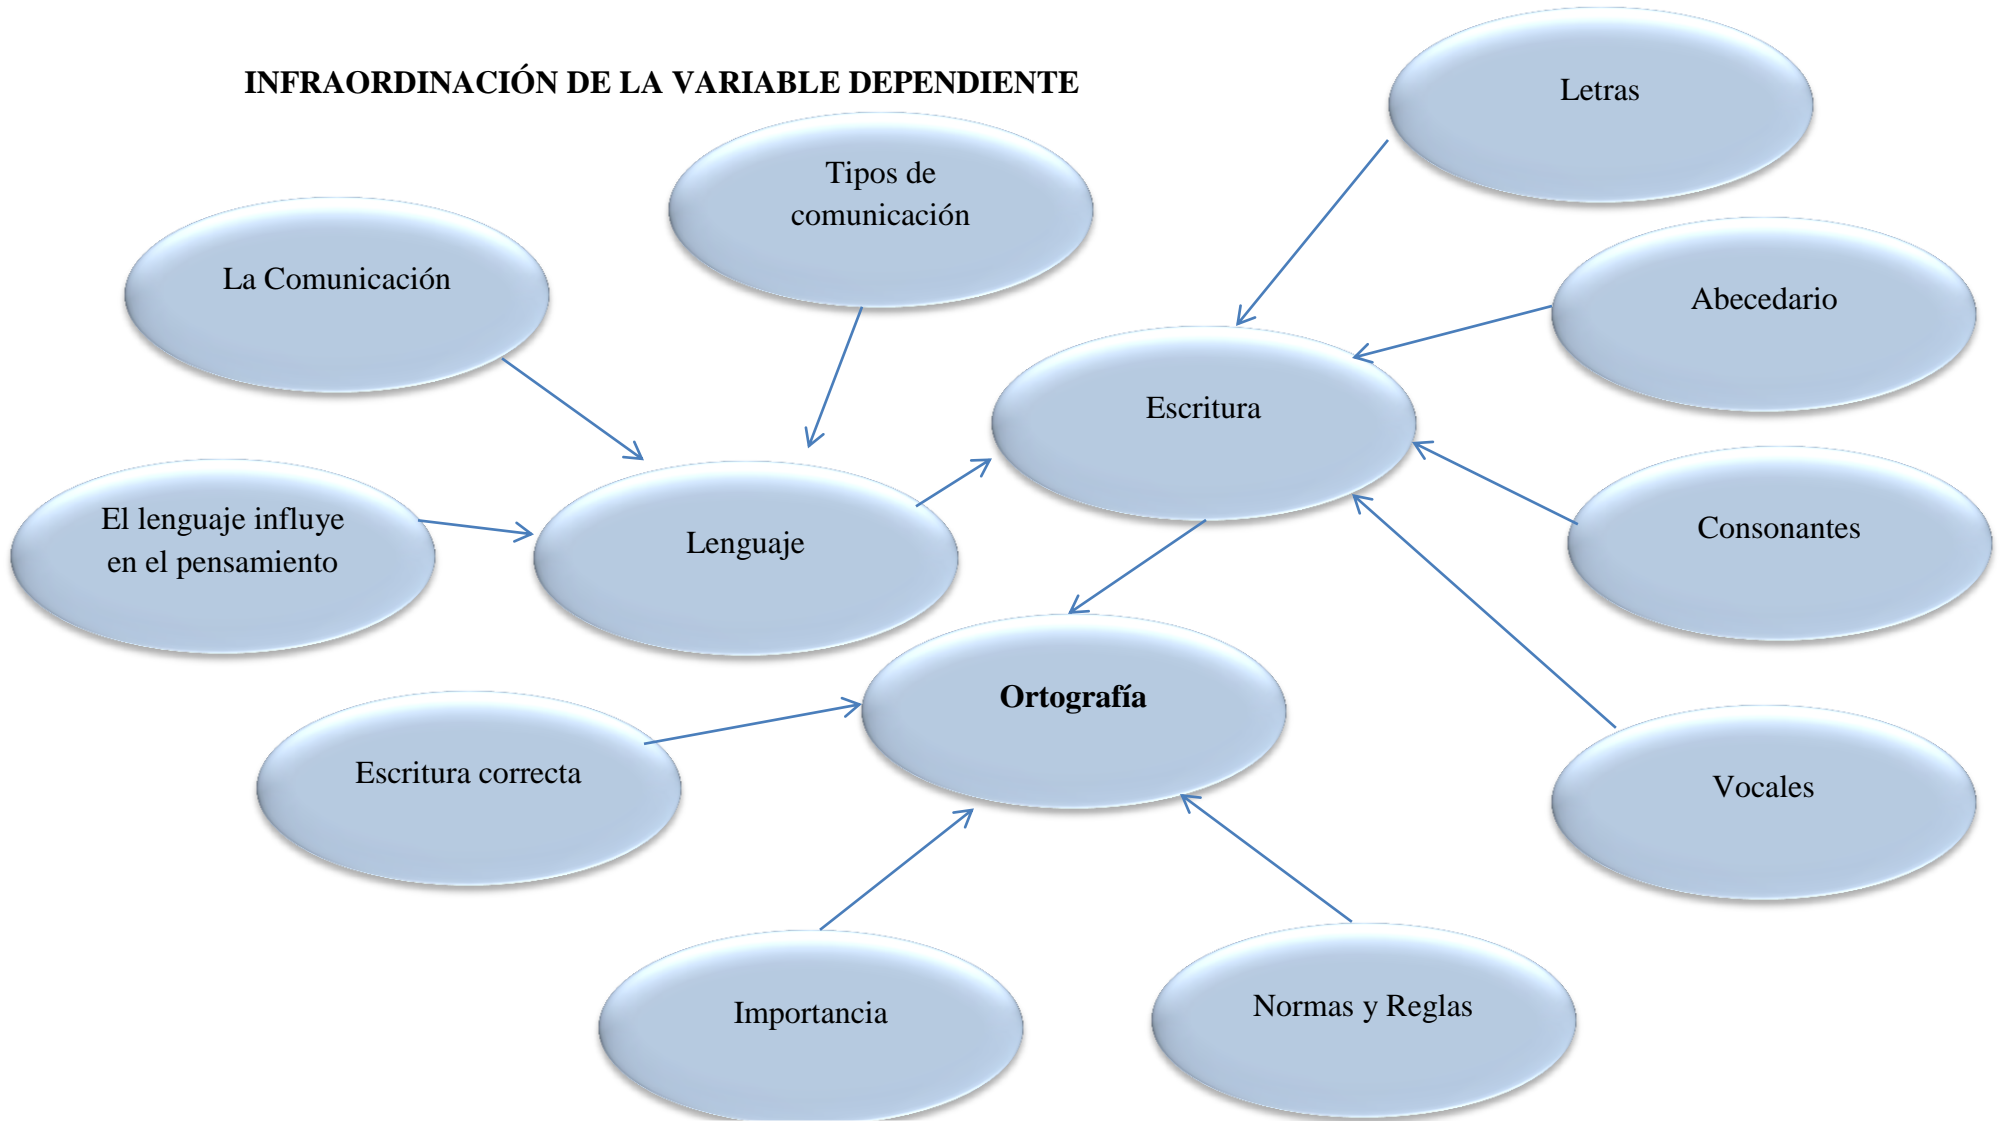 INFRAORDINACIÓN DE LA VARIABLE DEPENDIENTE
Letras
Tipos de
comunicación
La Comunicación
Abecedario
Escritura
El lenguaje influye
en el pensamiento
Lenguaje
Consonantes
Ortografía
Escritura correcta
Vocales
Importancia
Normas y Reglas